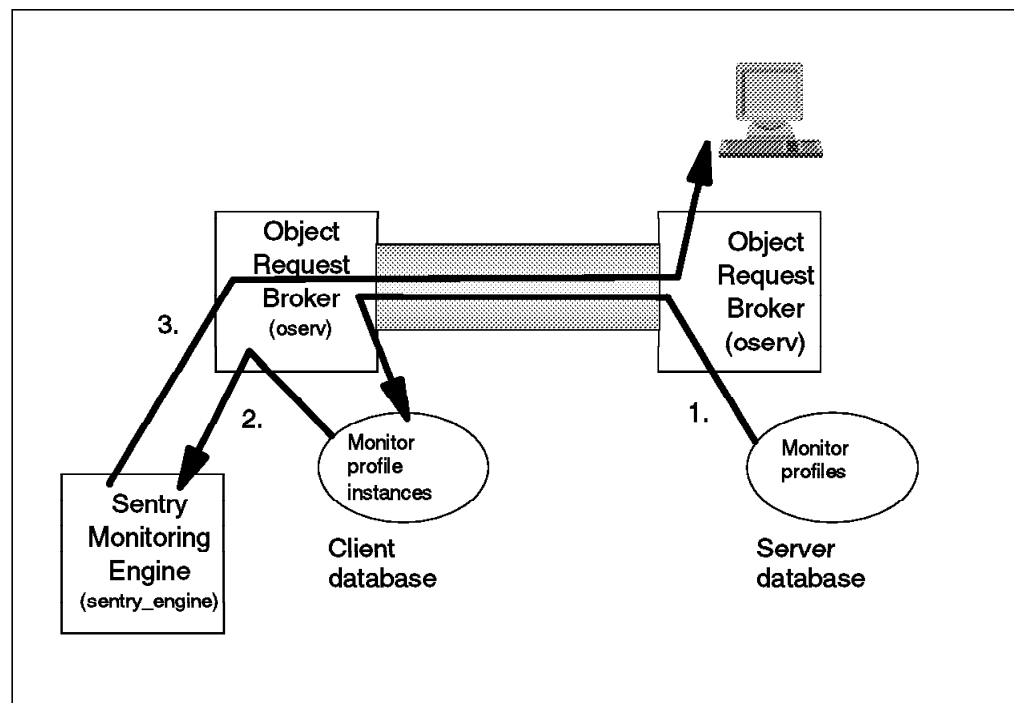 Object
Request
Broker
(oserv)
Object
Request
Broker
(oserv)
3.
2.
1.
Monitor
profile
instances
Monitor
profiles
Sentry
Monitoring
Engine
(sentry_engine)
Client
database
Server
database